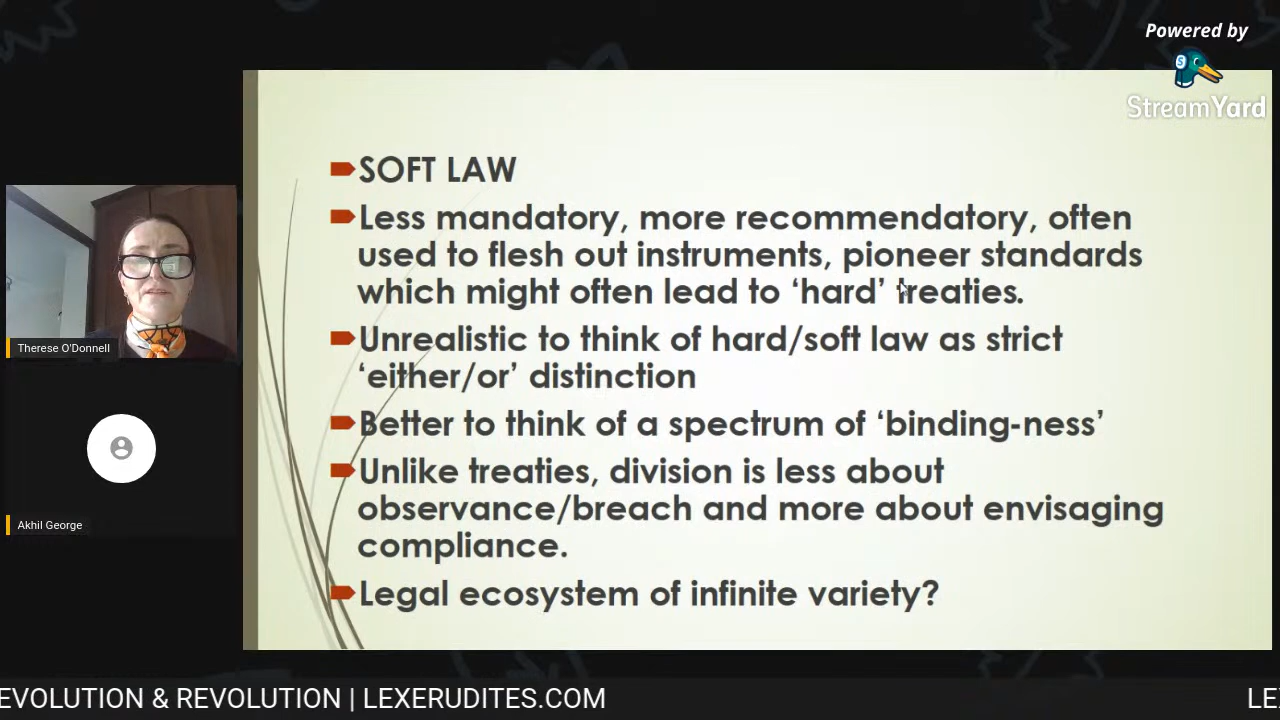 Powered by
StreamYard
SOFT LAW
Less mandatory, more recommendatory, often
used to flesh out instruments, pioneer standards
which might often lead to ‘hard’ treaties.
Unrealistic to think of hard/soft law as strict
‘either/or’ distinction
Better to think of a spectrum of ‘binding-ness’
Unlike treaties, division is less about
observance/breach and more about envisaging
compliance.
Legal ecosystem of infinite variety?
Therese O'Donnell
Akhil George
EVOLUTION & REVOLUTION | LEXERUDITES.COM
LE